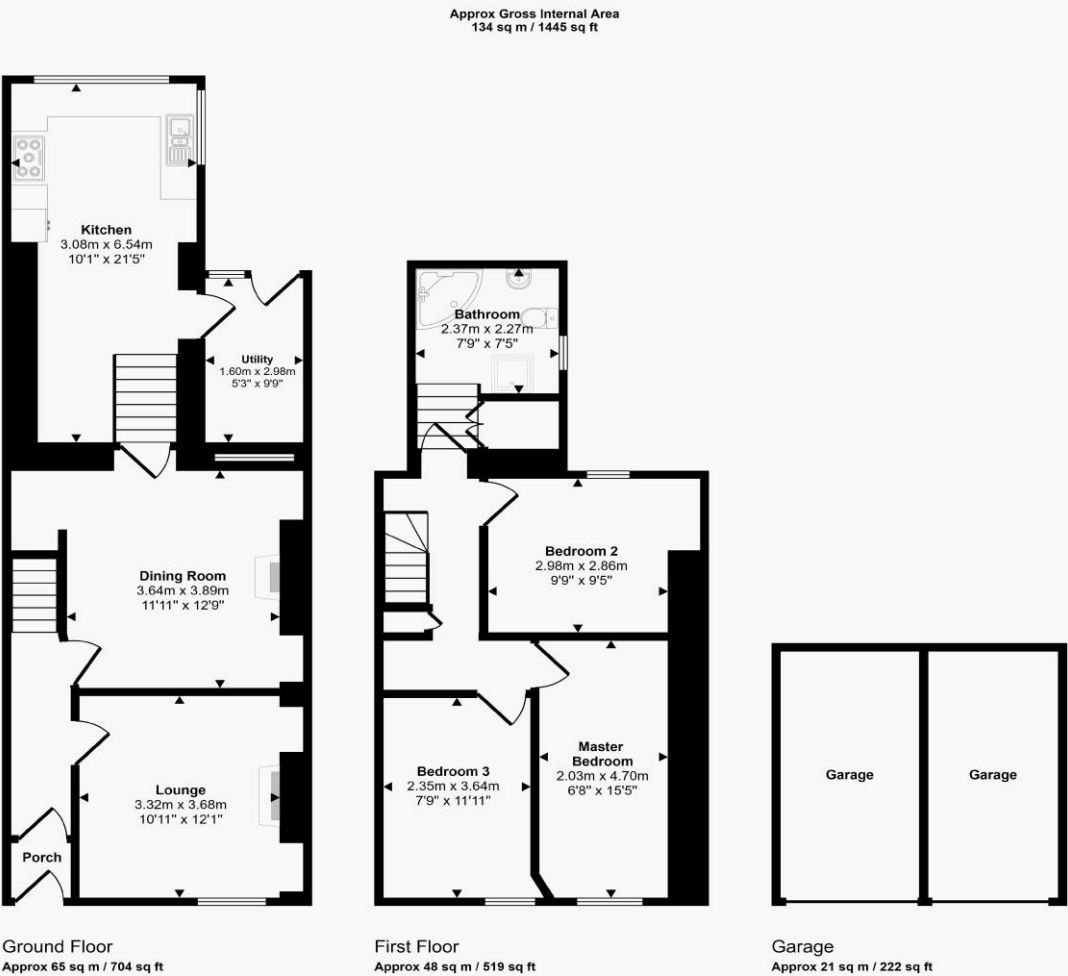 Approx Gross Internal Area
134 sq m / 1445 sq ft
Kitchen
3.08m x 6.54m
10'1" x 21'5"
Utility
1.60m x 2.98m
5'3" x 9'9"
Dining Room
3.64m x 3.89m
11'11" x 12'9"
Lounge
3.32m x 3.68m
10'11" x 12'1"
Porch
Ground Floor
Approx 65 sq m / 704 sq ft
Bathroom
2.37m x 2.27m
7'9" x 7'5"
Bedroom 2
2.98m x 2.86m
9'9" x 9'5"
Master
Bedroom
2.03m x 4.70m
6'8" x 15'5"
Bedroom 3
2.35m x 3.64m
7'9" x 11'11"
First Floor
Approx 48 sq m / 519 sq ft
Garage
Garage
Garage
Approx 21 sq m / 222 sq ft